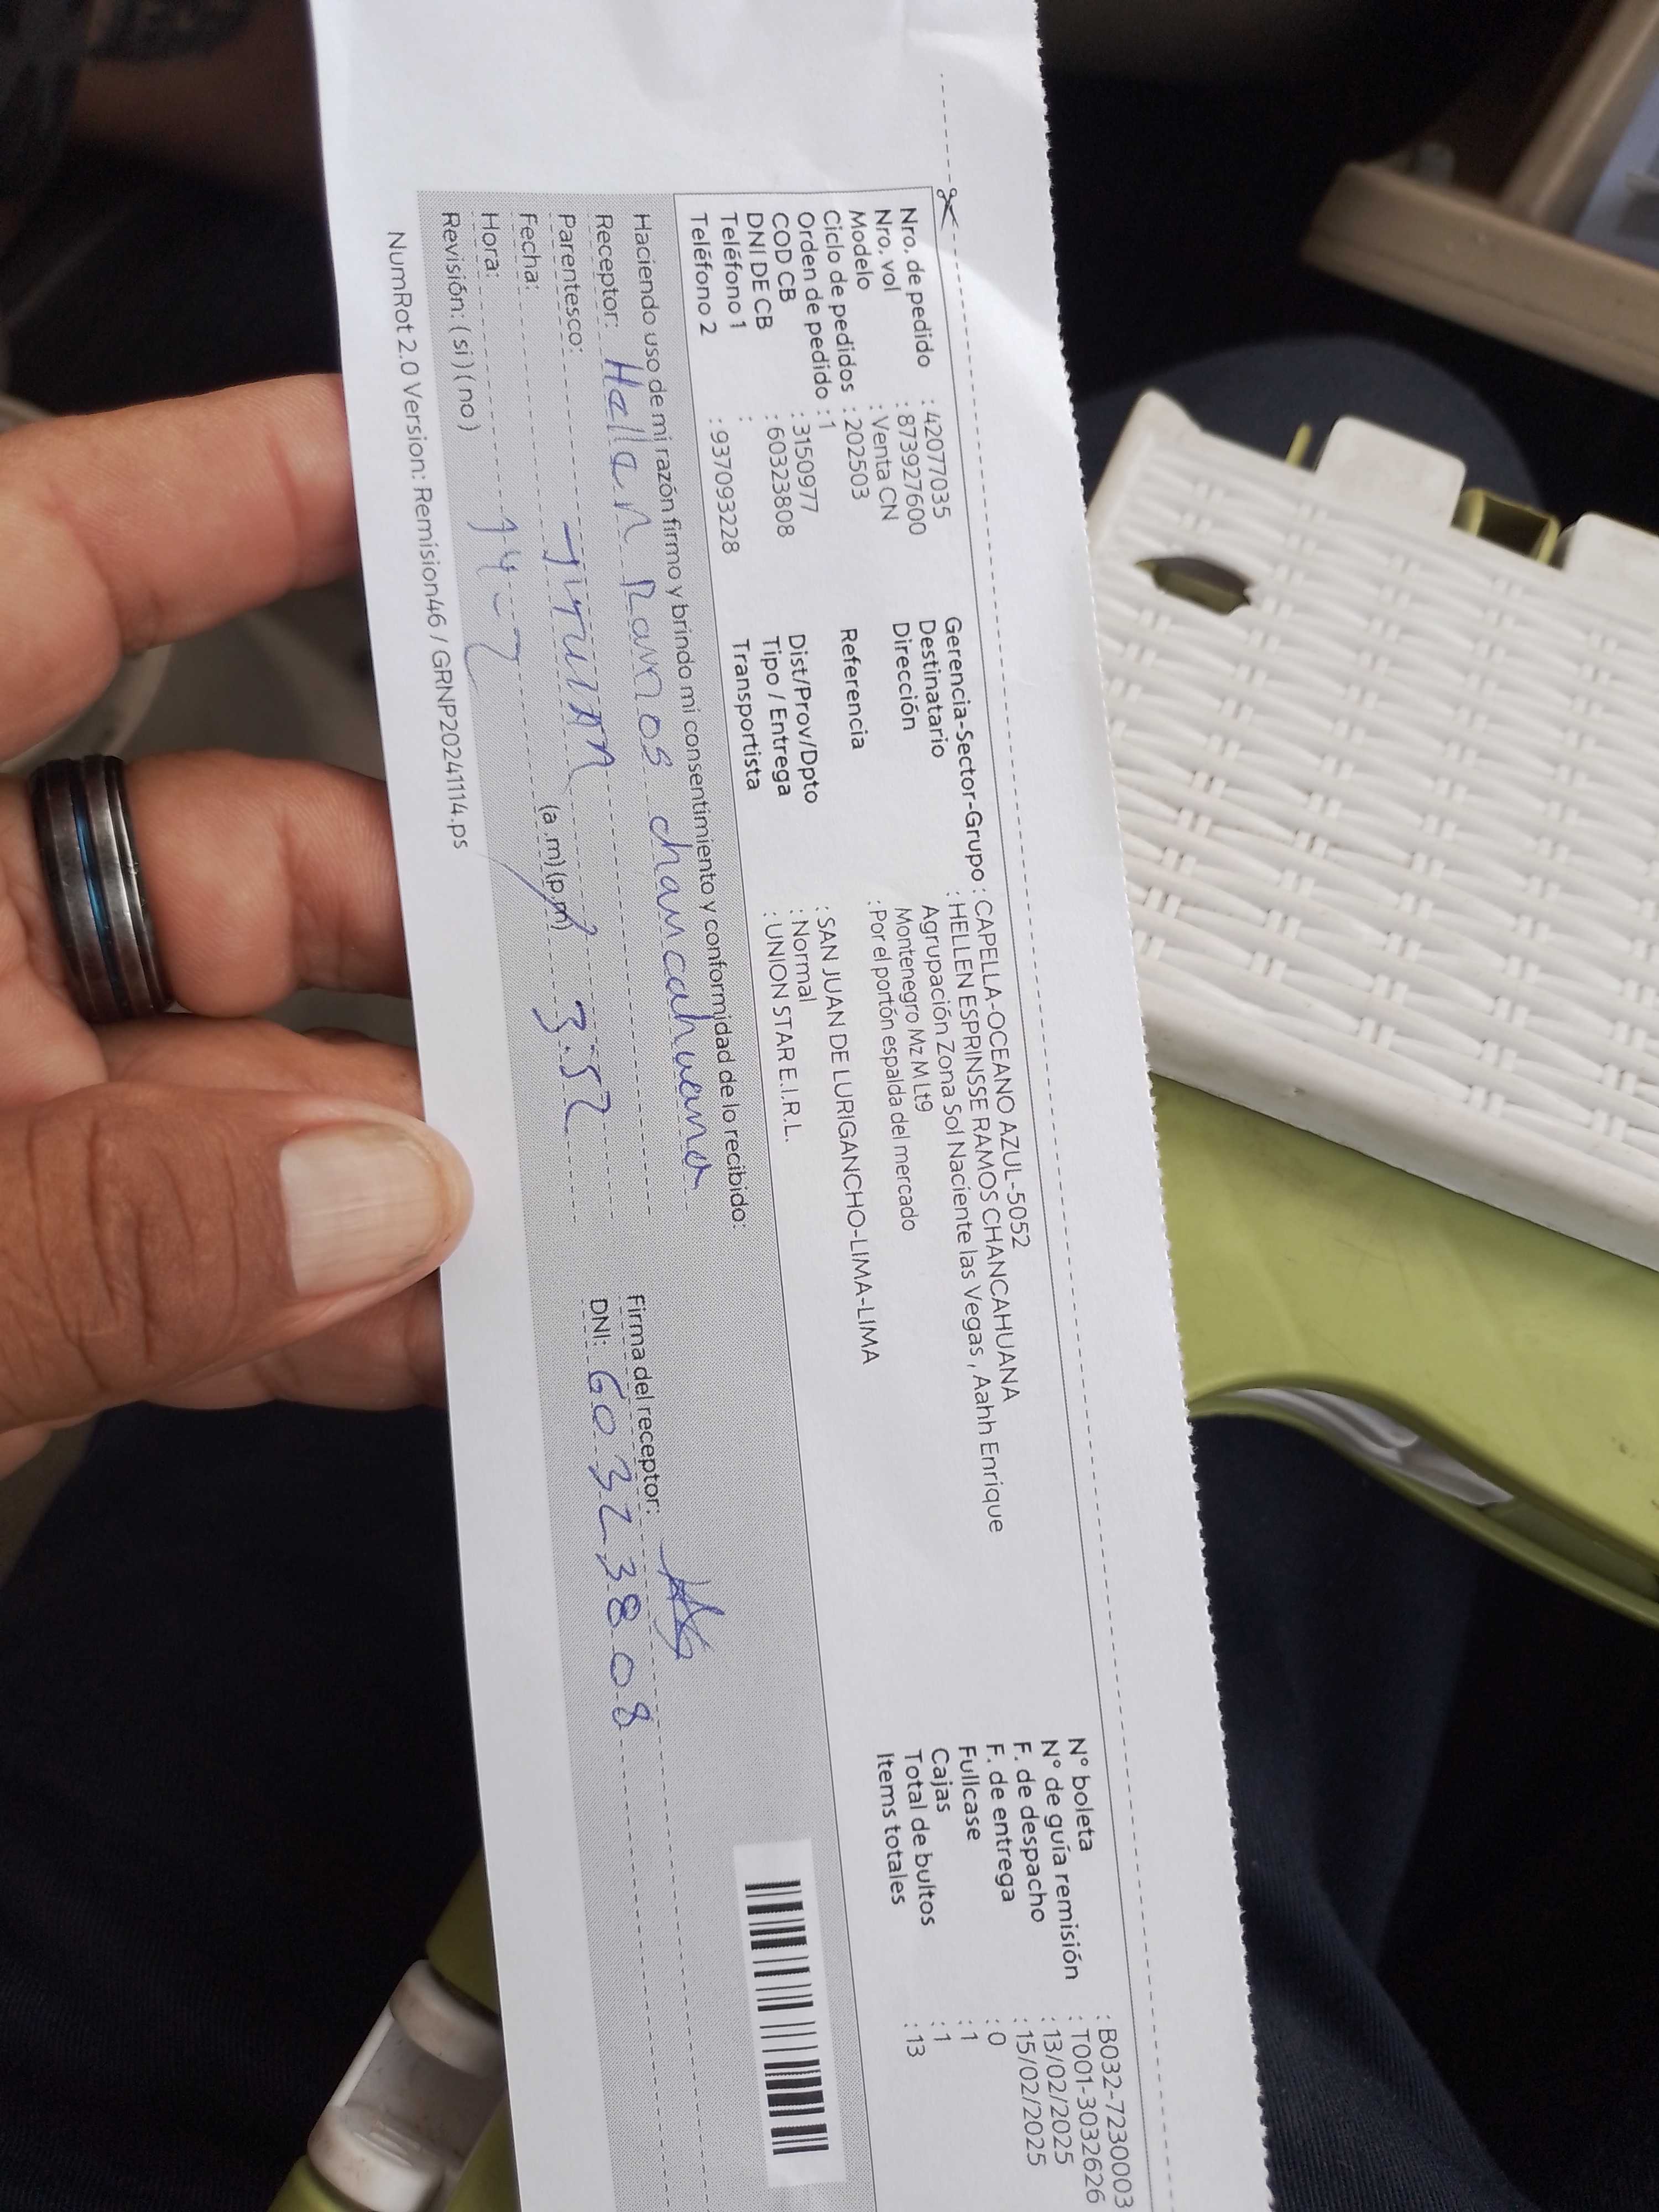 Nro. de pedido : 42077035
Nro. vol : 873927600
Modelo : Venta CN
Ciclo de pedidos : 202503
Orden de pedido : 1
COD CB : 3150977
DNI DE CB : 60323808
Teléfono 1 :
Teléfono 2 : 937093228
Gerencia-Sector-Grupo : CAPELLA-OCEANO AZUL-5052
Destinatario : HELLEN ESPRINSSE RAMOS CHANCAHUANA
Dirección Agrupación Zona Sol Naciente las Vegas , Aahh Enrique
Montenegro Mz M Lt9
Referencia : Por el portón espalda del mercado
Dist/Prov/Dpto : SAN JUAN DE LURIGANCHO-LIMA-LIMA
Tipo / Entrega : Normal
Transportista : UNION STAR E.I.R.L.
N° boleta : B032-7230003
N° de guía remisión : T001-3032626
F. de despacho : 13/02/2025
F. de entrega : 15/02/2025
Fullcase : 0
Cajas : 1
Total de bultos : 1
Items totales : 13
Haciendo uso de mi razón firmo y brindo mi consentimiento y conformidad de lo recibido:
Receptor: Hellen Ramos chancahuana
Parentesco:
Fecha: 14-2
Hora: (a.m)(p.m) 3:52
Revisión: (si)(no)
Firma del receptor:
DNI: 60323808
NumRot 2.0 Version: Remision46 / GRNP20241114.ps